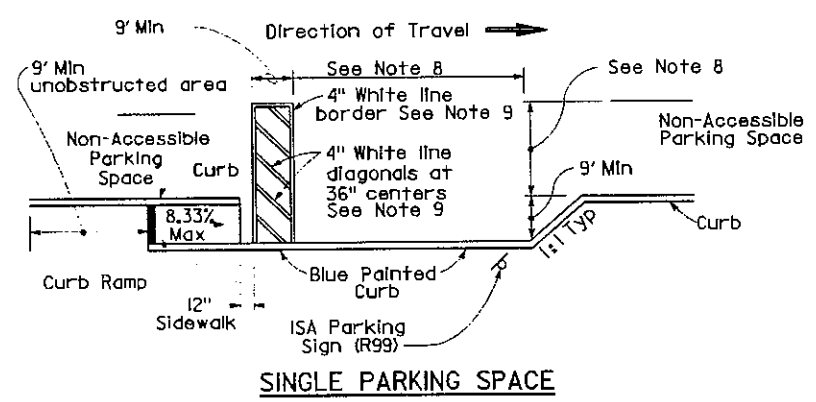 9' Min
Direction of Travel
9' Min
unobstructed area
See Note 8
See Note 8
4" White line
border See Note 9
Non-Accessible
Parking
Space
Non-Accessible
Parking Space
Curb
4" White line
diagonals at
36" centers
See Note 9
9' Min
8.33%
Max
Curb
1:1 Typ
Curb Ramp
Blue Painted
Curb
12"
Sidewalk
ISA Parking
Sign (R99)
SINGLE PARKING SPACE